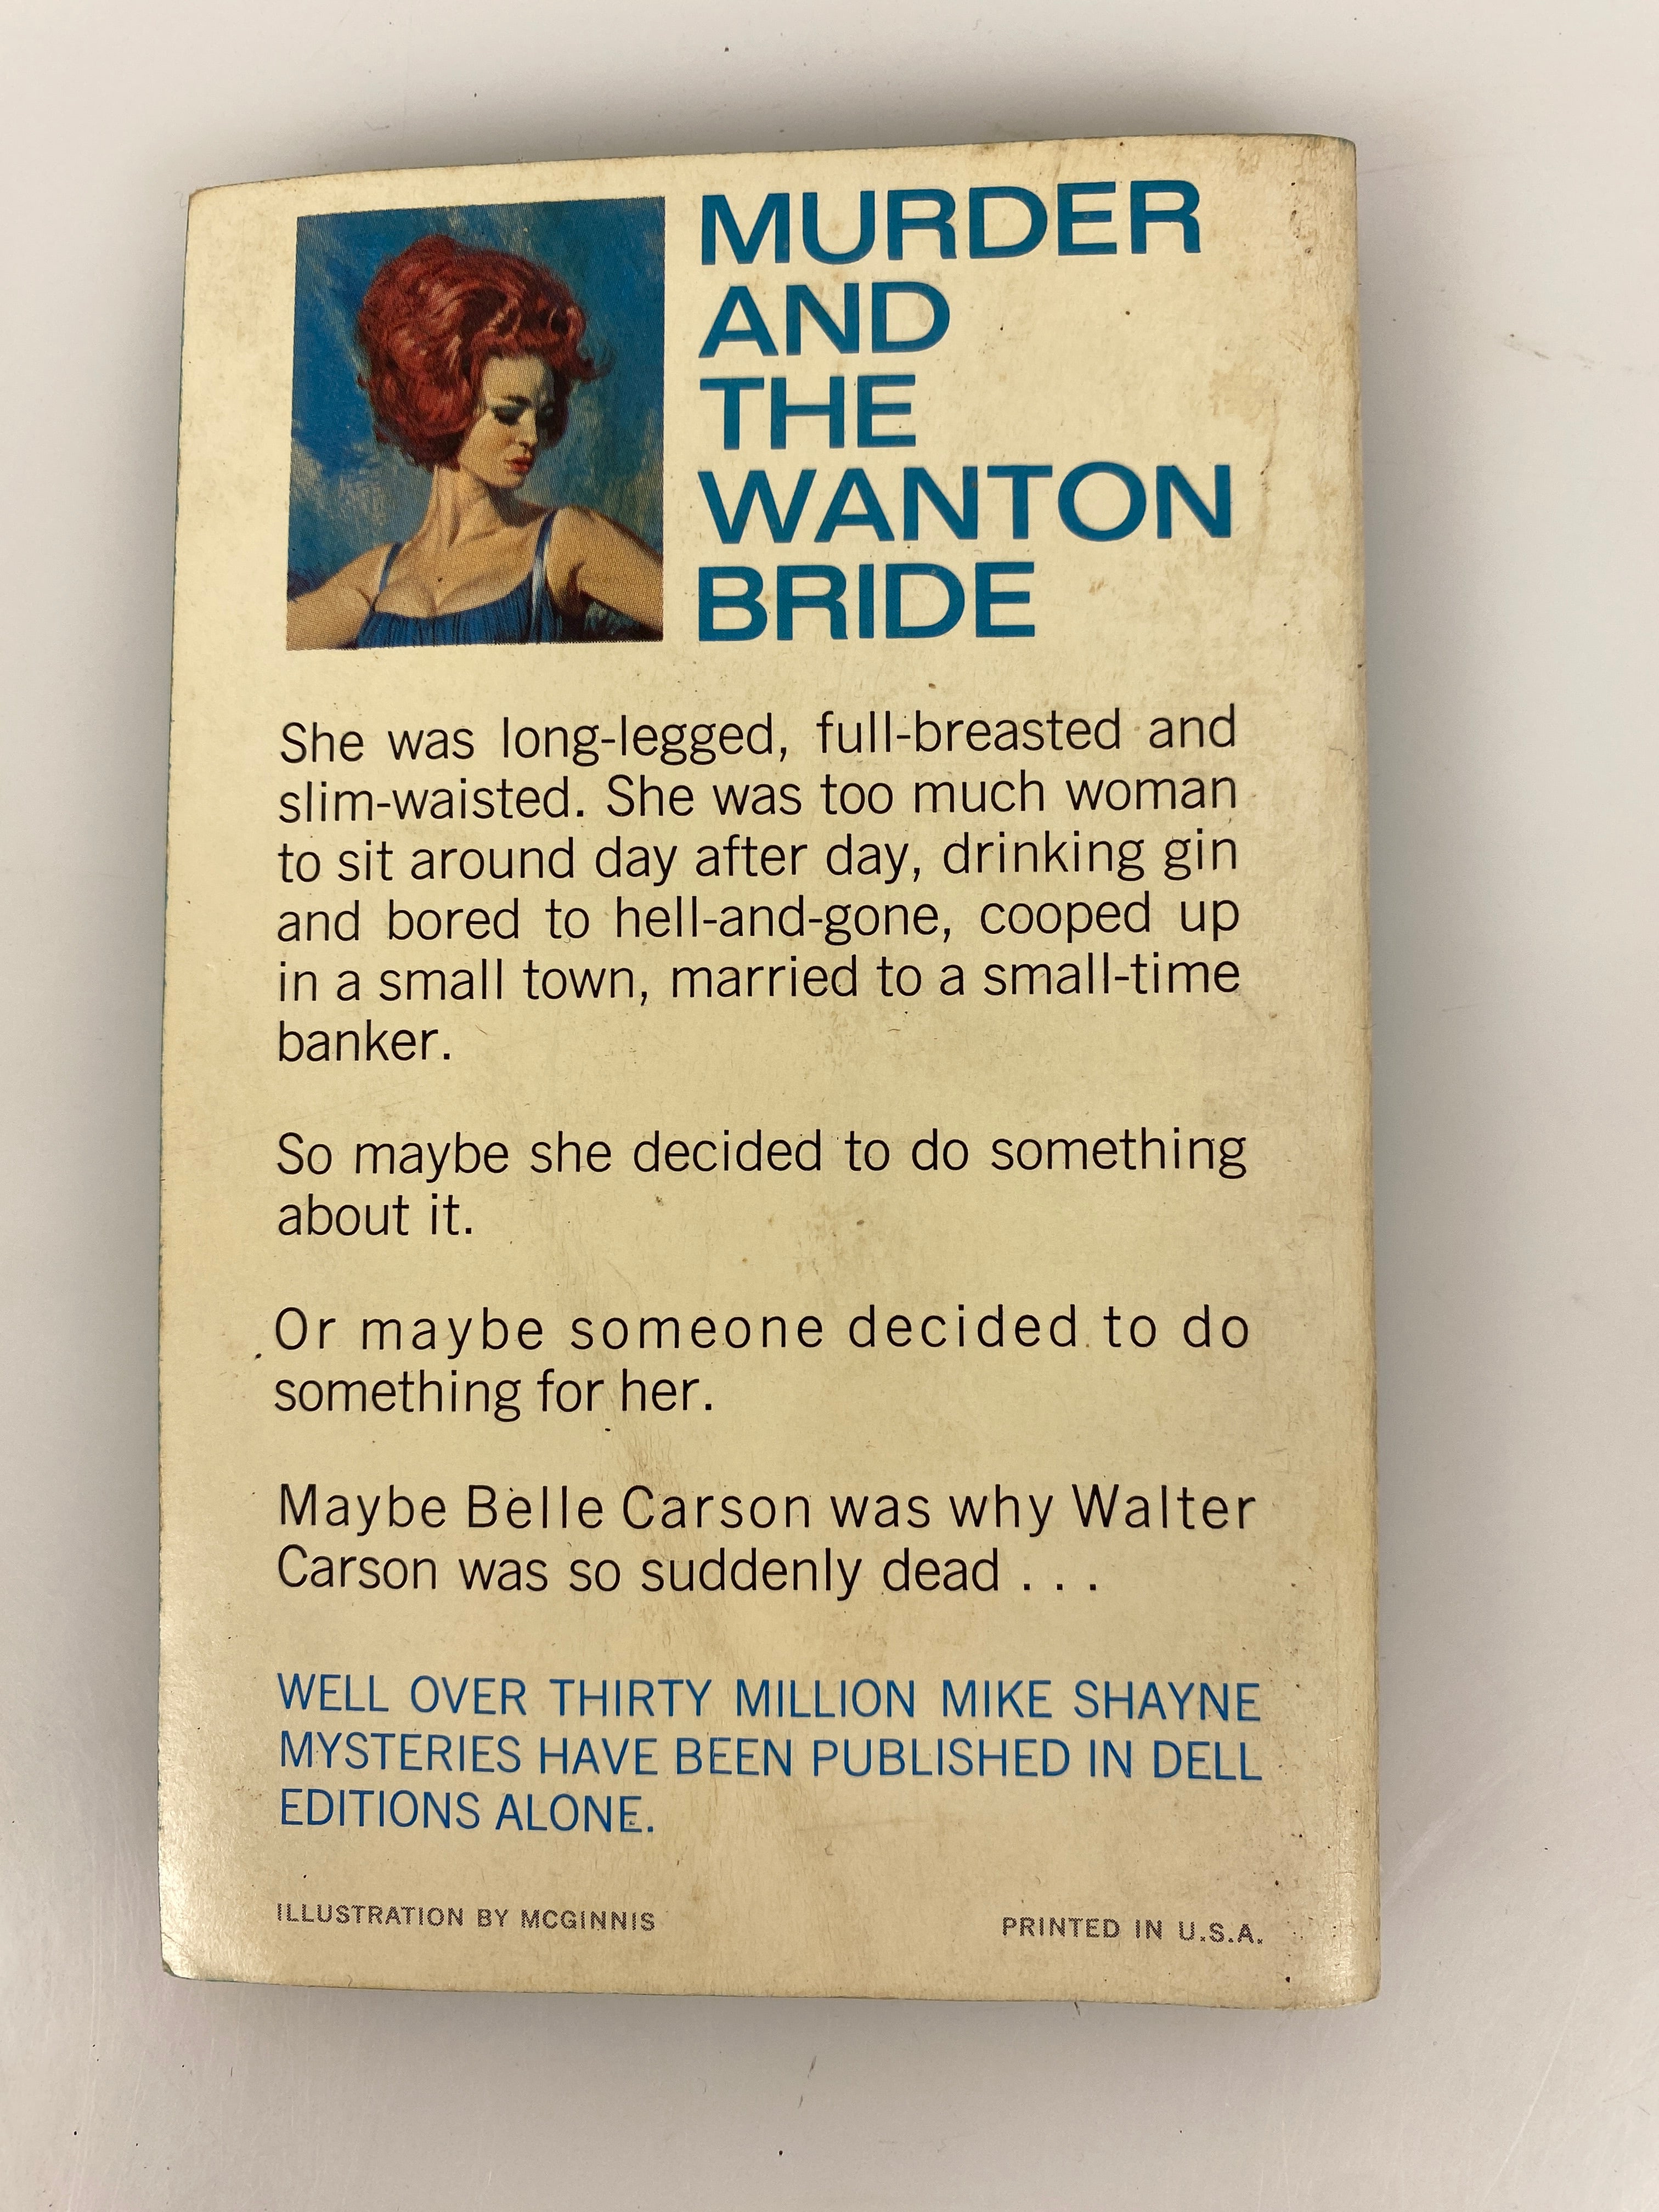 MURDER
AND
THE
WANTON
BRIDE
She was long-legged, full-breasted and
slim-waisted. She was too much woman
to sit around day after day, drinking gin
and bored to hell-and-gone, cooped up
in a small town, married to a small-time
banker.
So maybe she decided to do something
about it.
Or maybe someone decided to do
something for her.
Maybe Belle Carson was why Walter
Carson was so suddenly dead . . .
WELL OVER THIRTY MILLION MIKE SHAYNE
MYSTERIES HAVE BEEN PUBLISHED IN DELL
EDITIONS ALONE.
ILLUSTRATION BY MCGINNIS
PRINTED IN U.S.A.